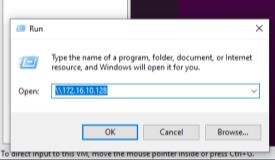 Run
Type the name of a program, folder, document, or Internet
resource, and Windows will open it for you.
Open: \\172.16.10.128
OK Cancel Browse...
To direct input to this VM, move the mouse pointer inside or press Ctrl+G.